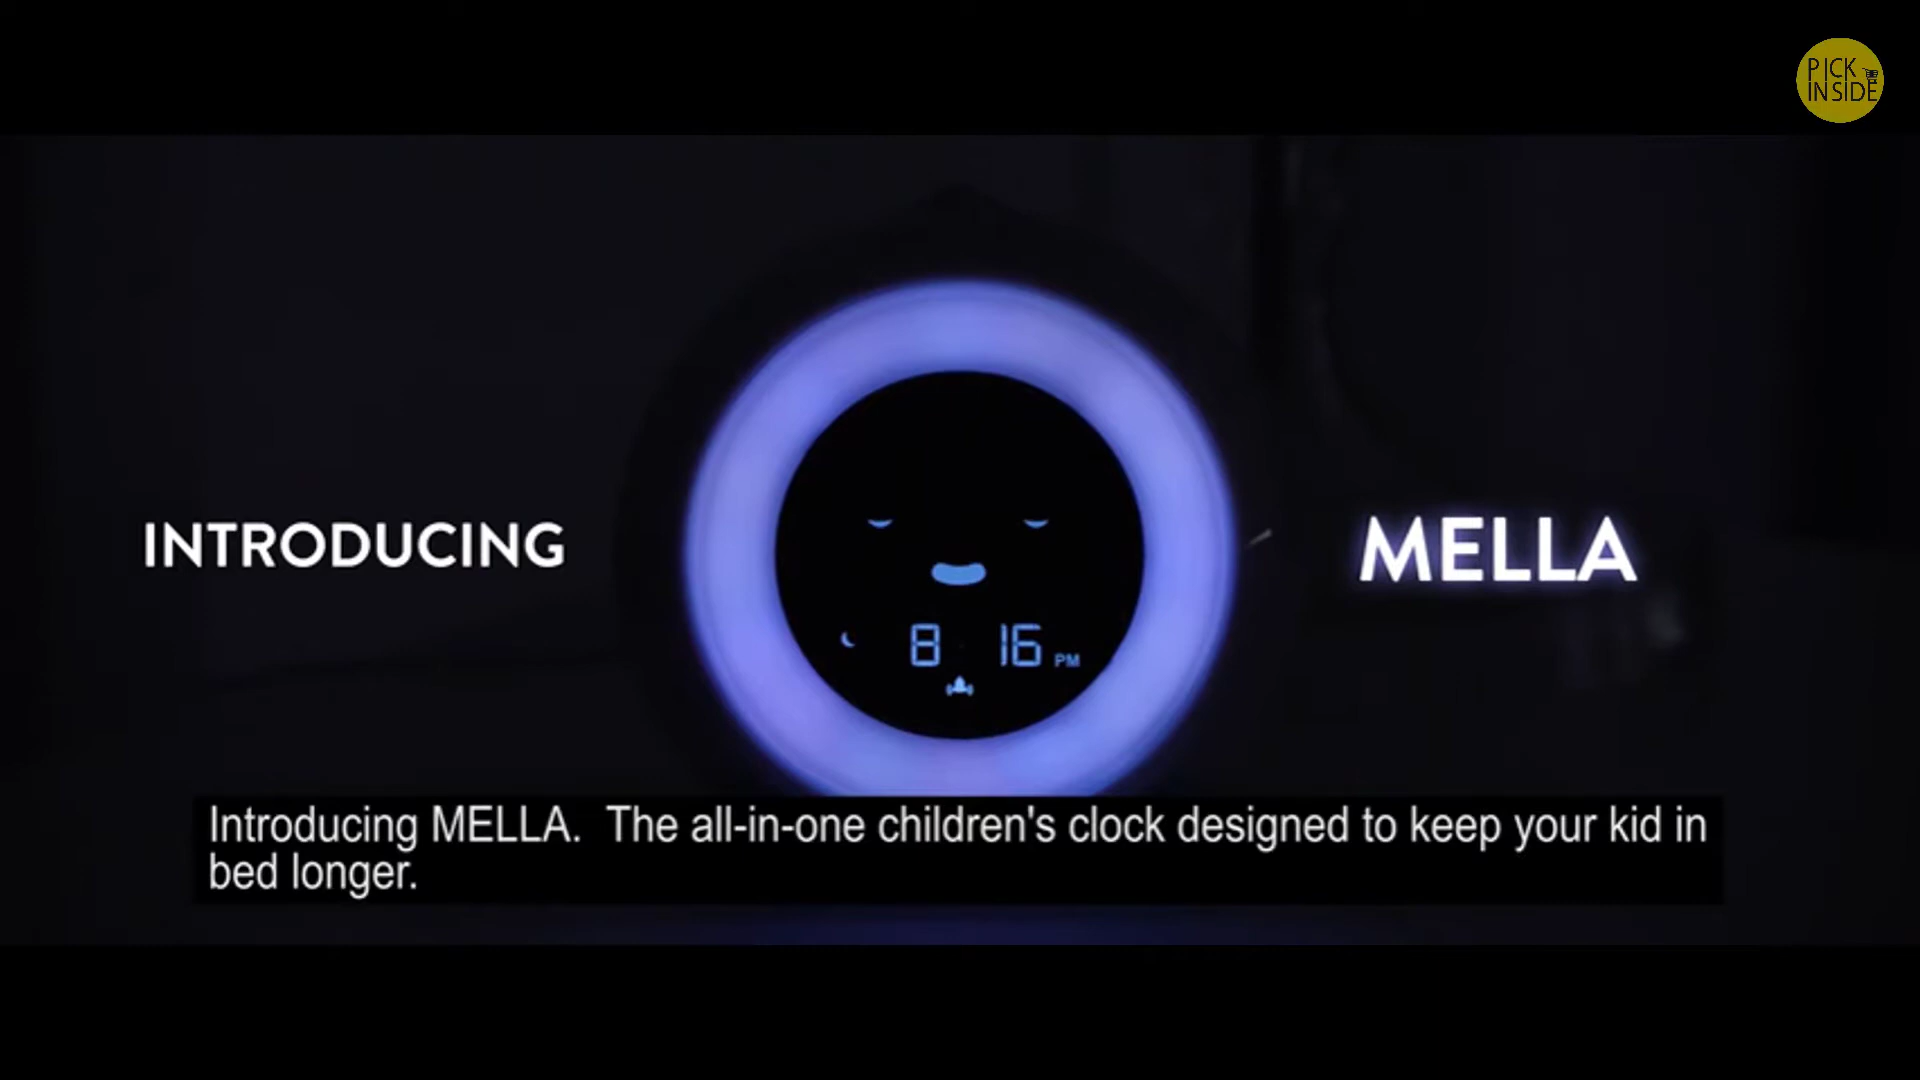 PICK
INSIDE
INTRODUCING
MELLA
8 16 PM
Introducing MELLA.  The all-in-one children's clock designed to keep your kid in
bed longer.